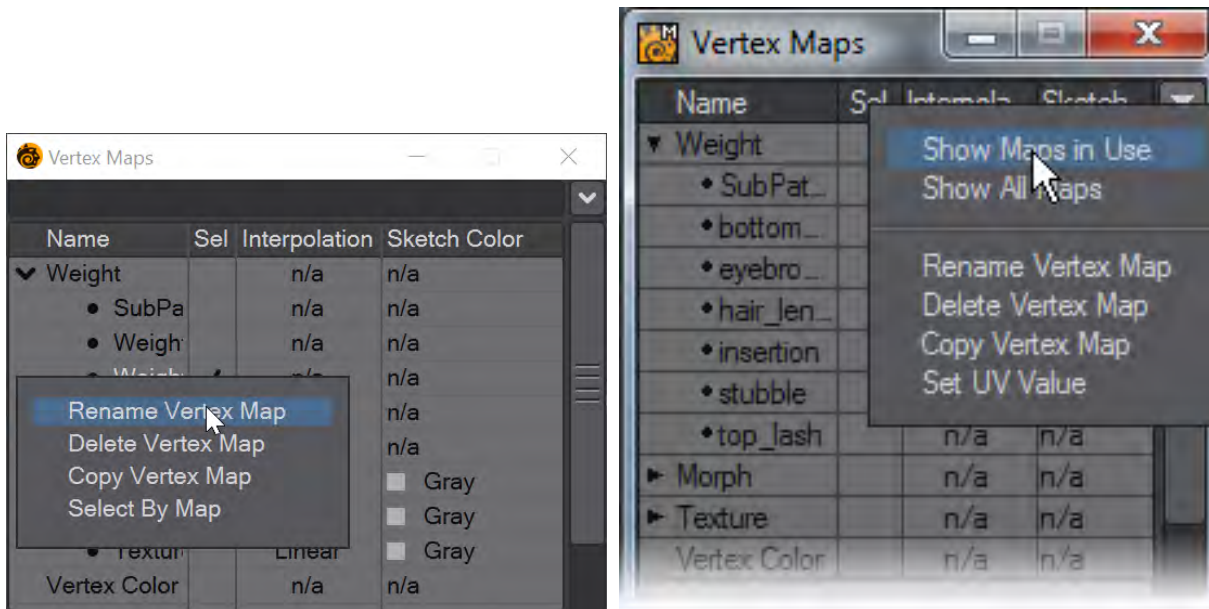 Vertex Maps
Name Sel Interpolation Sketch Color
Weight n/a n/a
SubPa n/a n/a
Weigh n/a n/a
n/a
Rename Vertex Map n/a
Delete Vertex Map n/a
Copy Vertex Map Gray
Select By Map Gray
Textur Linear Gray
Vertex Color n/a n/a
Vertex Maps
Name
Weight
SubPat...
bottom...
eyebro...
hair_len...
insertion
stubble
top_lash n/a n/a
Morph n/a n/a
Texture n/a n/a
Vertex Color n/a n/a
Show Maps in Use
Show All Maps
Rename Vertex Map
Delete Vertex Map
Copy Vertex Map
Set UV Value